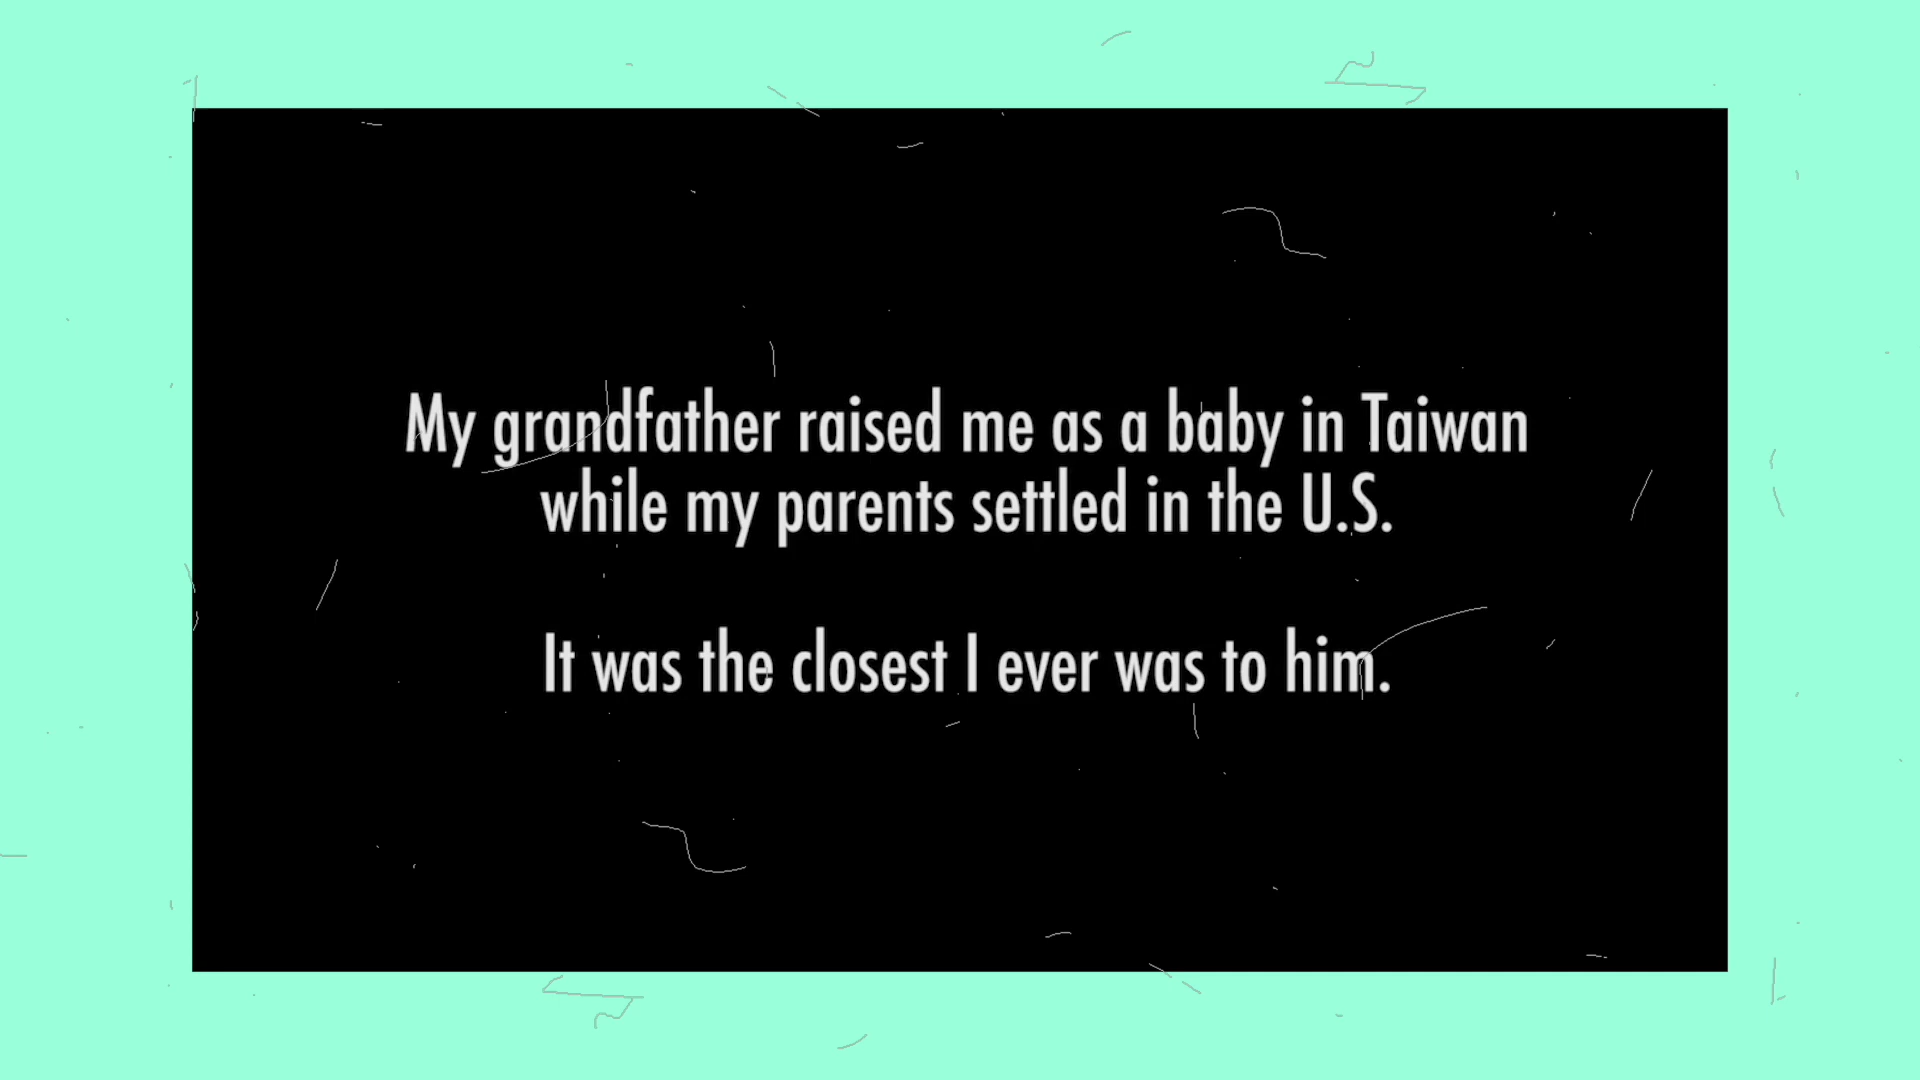 My grandfather raised me as a baby in Taiwan
while my parents settled in the U.S.
It was the closest I ever was to him.